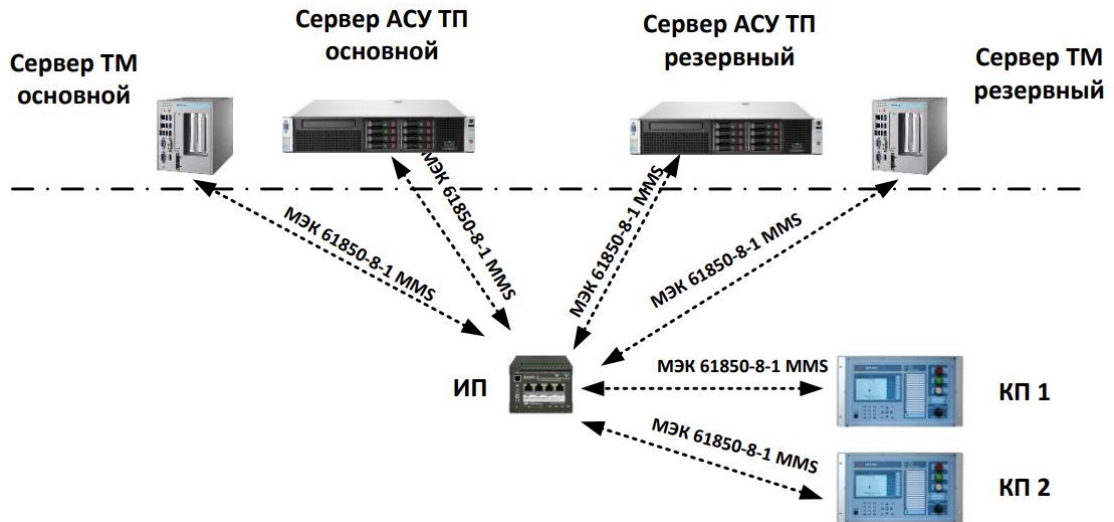 Сервер АСУ ТП
основной
Сервер АСУ ТП
резервный
Сервер ТМ
основной
Сервер ТМ
резервный
МЭК 61850-8-1 MMS
МЭК 61850-8-1 MMS
МЭК 61850-8-1 MMS
МЭК 61850-8-1 MMS
ИП
МЭК 61850-8-1 MMS
КП 1
МЭК 61850-8-1 MMS
КП 2